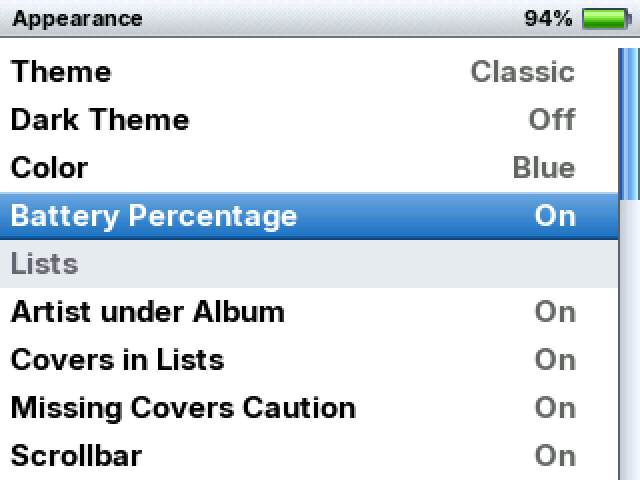 Appearance 94%
Theme Classic
Dark Theme Off
Color Blue
Battery Percentage On
Lists
Artist under Album On
Covers in Lists On
Missing Covers Caution On
Scrollbar On